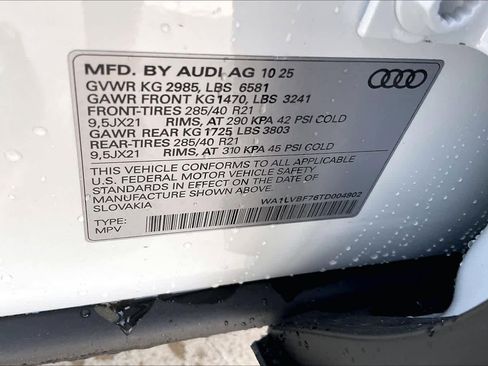 MFD. BY AUDI AG 10 25
GVWR KG 2985, LBS 6581
GAWR FRONT KG1470, LBS 3241
FRONT-TIRES 285/40 R21
9,5JX21 RIMS, AT 290 KPA 42 PSI COLD
GAWR REAR KG 1725 LBS 3803
REAR-TIRES 285/40 R21
9,5JX21 RIMS, AT 310 KPA 45 PSI COLD
THIS VEHICLE CONFORMS TO ALL APPLICABLE
U.S. FEDERAL MOTOR VEHICLE SAFETY
STANDARDS IN EFFECT ON THE DATE OF
MANUFACTURE SHOWN ABOVE.
SLOVAKIA
WA1LVBF76TD004902
TYPE:
MPV